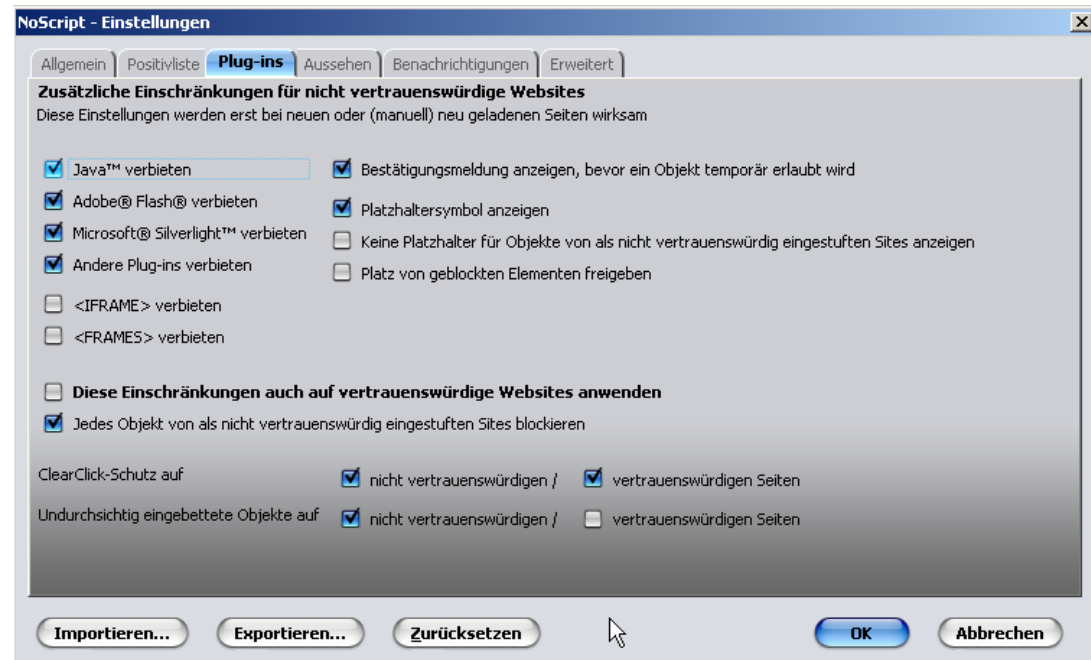 NoScript - Einstellungen
Allgemein
Positivliste
Plug-ins
Aussehen
Benachrichtigungen
Erweitert
Zusätzliche Einschränkungen für nicht vertrauenswürdige Websites
Diese Einstellungen werden erst bei neuen oder (manuell) neu geladenen Seiten wirksam
Java™ verbieten
Adobe® Flash® verbieten
Microsoft® Silverlight™ verbieten
Andere Plug-ins verbieten
<IFRAME> verbieten
<FRAMES> verbieten
Bestätigungsmeldung anzeigen, bevor ein Objekt temporär erlaubt wird
Platzhaltersymbol anzeigen
Keine Platzhalter für Objekte von als nicht vertrauenswürdig eingestuften Sites anzeigen
Platz von geblockten Elementen freigeben
Diese Einschränkungen auch auf vertrauenswürdige Websites anwenden
Jedes Objekt von als nicht vertrauenswürdig eingestuften Sites blockieren
ClearClick-Schutz auf nicht vertrauenswürdigen / vertrauenswürdigen Seiten
Undurchsichtig eingebettete Objekte auf nicht vertrauenswürdigen / vertrauenswürdigen Seiten
Importieren...
Exportieren...
Zurücksetzen
OK
Abbrechen